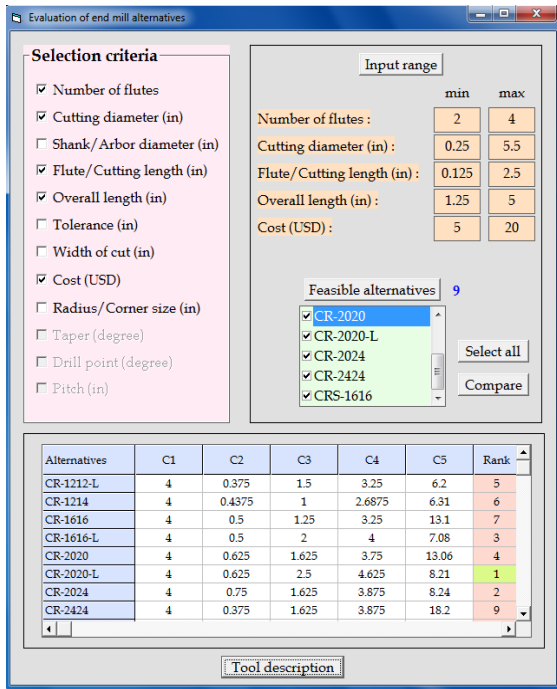 Evaluation of end mill alternatives
Selection criteria
Number of flutes
Cutting diameter (in)
Shank/Arbor diameter (in)
Flute/Cutting length (in)
Overall length (in)
Tolerance (in)
Width of cut (in)
Cost (USD)
Radius/Corner size (in)
Taper (degree)
Drill point (degree)
Pitch (in)
Input range
min max
Number of flutes : 2 4
Cutting diameter (in) : 0.25 5.5
Flute/Cutting length (in) : 0.125 2.5
Overall length (in) : 1.25 5
Cost (USD) : 5 20
Feasible alternatives 9
CR-2020
CR-2020-L
CR-2024
CR-2424
CRS-1616
Select all
Compare
Alternatives C1 C2 C3 C4 C5 Rank
CR-1212-L 4 0.375 1.5 3.25 6.2 5
CR-1214 4 0.4375 1 2.6875 6.31 6
CR-1616 4 0.5 1.25 3.25 13.1 7
CR-1616-L 4 0.5 2 4 7.08 3
CR-2020 4 0.625 1.625 3.75 13.06 4
CR-2020-L 4 0.625 2.5 4.625 8.21 1
CR-2024 4 0.75 1.625 3.875 8.24 2
CR-2424 4 0.375 1.625 3.875 18.2 9
Tool description